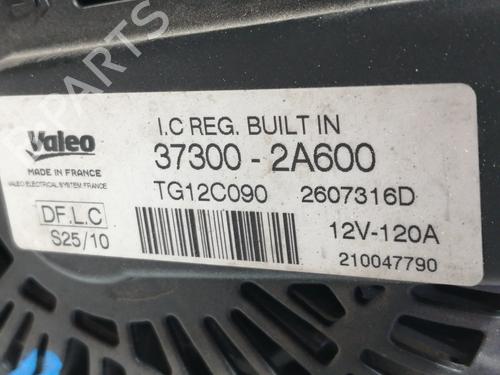 PARTS
Valeo
MADE IN FRANCE
VALEO ELECTRICAL SYSTEM FRANCE
DF.L.C
S25/10
I.C REG. BUILT IN
37300 - 2A600
TG12C090 2607316D
12V-120A
210047790